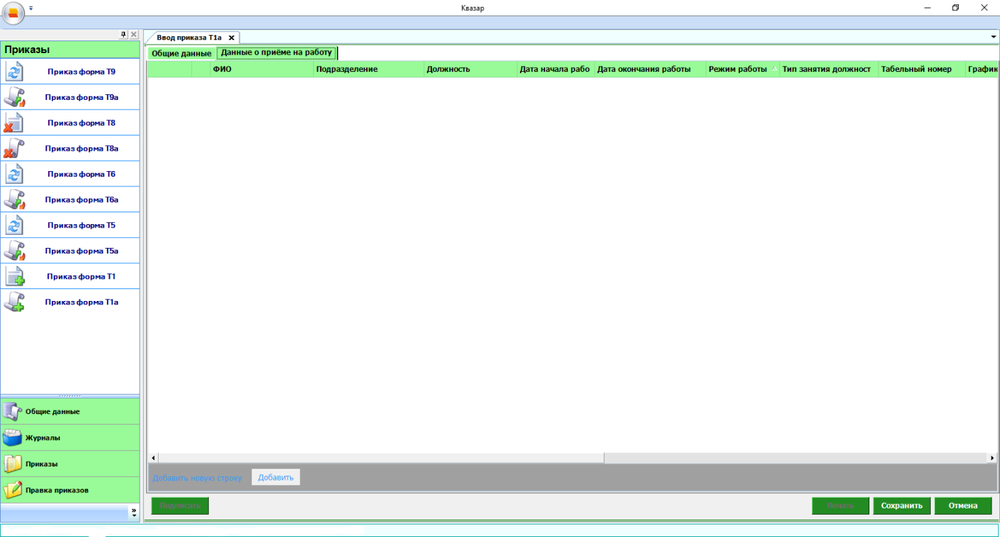 Квазар
Ввод приказа Т1а
Приказы
Общие данные
Данные о приёме на работу
ФИО
Подразделение
Должность
Дата начала рабо
Дата окончания работы
Режим работы
Тип занятия должност
Табельный номер
График
Приказ форма Т9
Приказ форма Т9а
Приказ форма Т8
Приказ форма Т8а
Приказ форма Т6
Приказ форма Т6а
Приказ форма Т5
Приказ форма Т5а
Приказ форма Т1
Приказ форма Т1а
Общие данные
Журналы
Приказы
Правка приказов
Добавить новую строку
Добавить
Подписать
Печать
Сохранить
Отмена